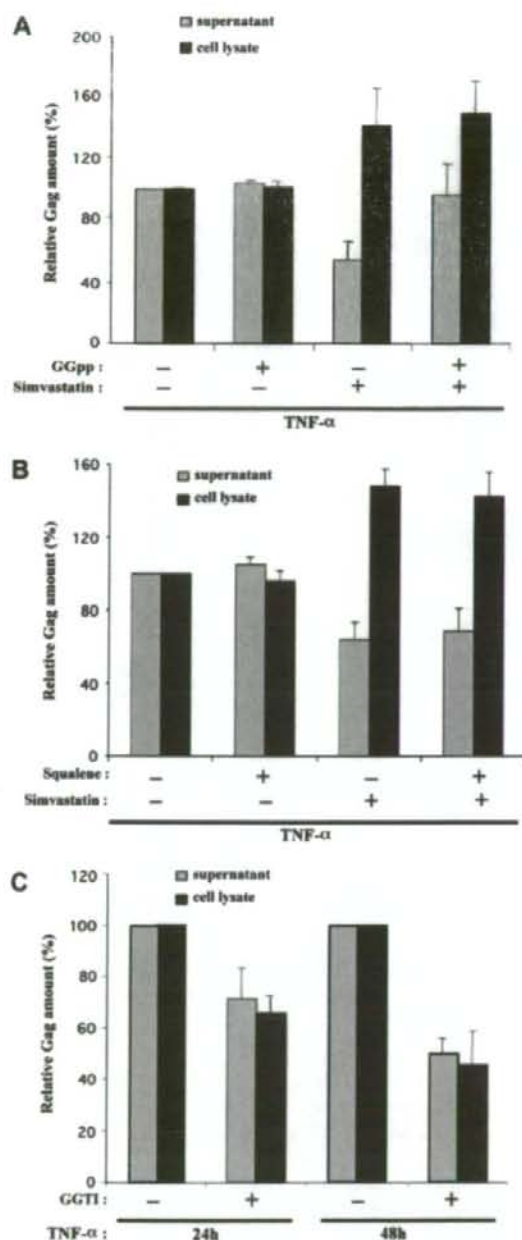 A
supernatant
cell lysate
Relative Gag amount (%)
200
160
120
80
40
0
GGpp : – + – +
Simvastatin : – – + +
TNF-α
B
supernatant
cell lysate
Relative Gag amount (%)
160
120
80
40
0
Squalene : – + – +
Simvastatin : – – + +
TNF-α
C
supernatant
cell lysate
Relative Gag amount (%)
120
100
80
60
40
20
0
GGTI : – + – +
TNF-α : 24h 48h